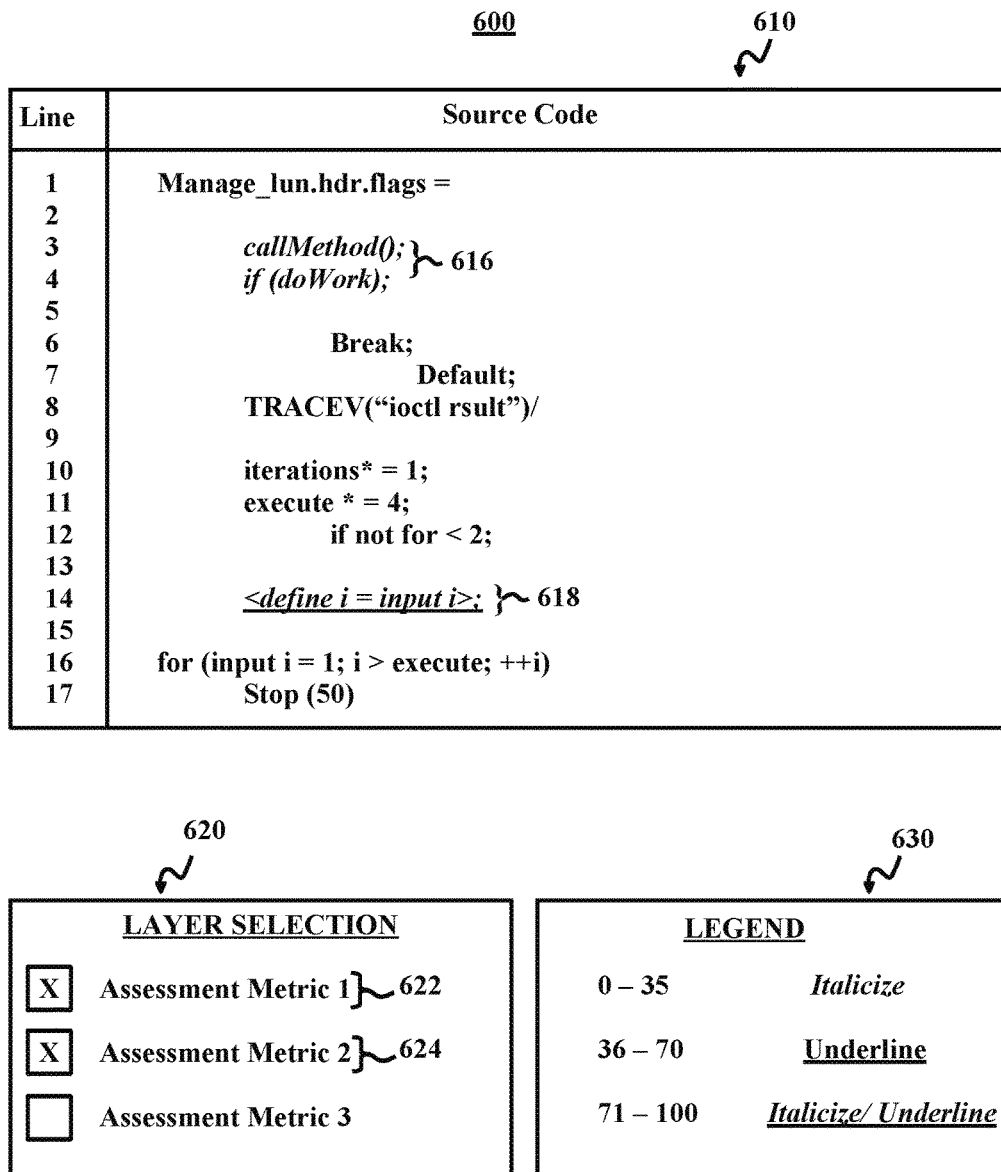 600
610
Line Source Code
1 Manage_lun.hdr.flags =
2
3 callMethod(); 616
4 if (doWork);
5
6 Break;
7 Default;
8 TRACEV(“ioctl rsult”)/
9
10 iterations* = 1;
11 execute * = 4;
12 if not for < 2;
13
14 <define i = input i>; 618
15
16 for (input i = 1; i > execute; ++i)
17 Stop (50)
620
LAYER SELECTION
X Assessment Metric 1 622
X Assessment Metric 2 624
Assessment Metric 3
630
LEGEND
0 – 35 Italicize
36 – 70 Underline
71 – 100 Italicize/ Underline